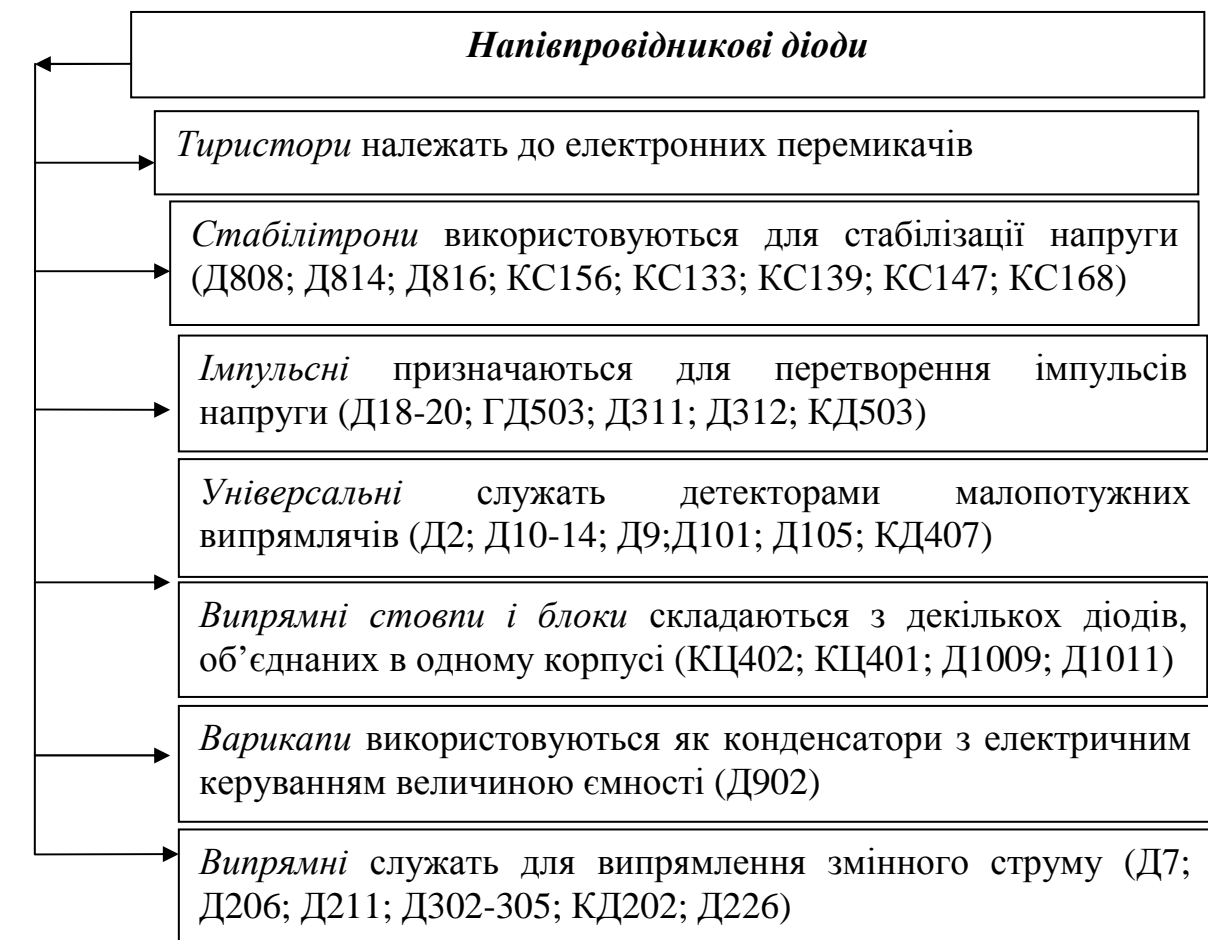 Напівпровідникові діоди
Тиристори належать до електронних перемикачів
Стабілітрони використовуються для стабілізації напруги
(Д808; Д814; Д816; КС156; КС133; КС139; КС147; КС168)
Імпульсні призначаються для перетворення імпульсів
напруги (Д18-20; ГД503; Д311; Д312; КД503)
Універсальні служать детекторами малопотужних
випрямлячів (Д2; Д10-14; Д9;Д101; Д105; КД407)
Випрямні стовпи і блоки складаються з декількох діодів,
об’єднаних в одному корпусі (КЦ402; КЦ401; Д1009; Д1011)
Варикапи використовуються як конденсатори з електричним
керуванням величиною ємності (Д902)
Випрямні служать для випрямлення змінного струму (Д7;
Д206; Д211; Д302-305; КД202; Д226)